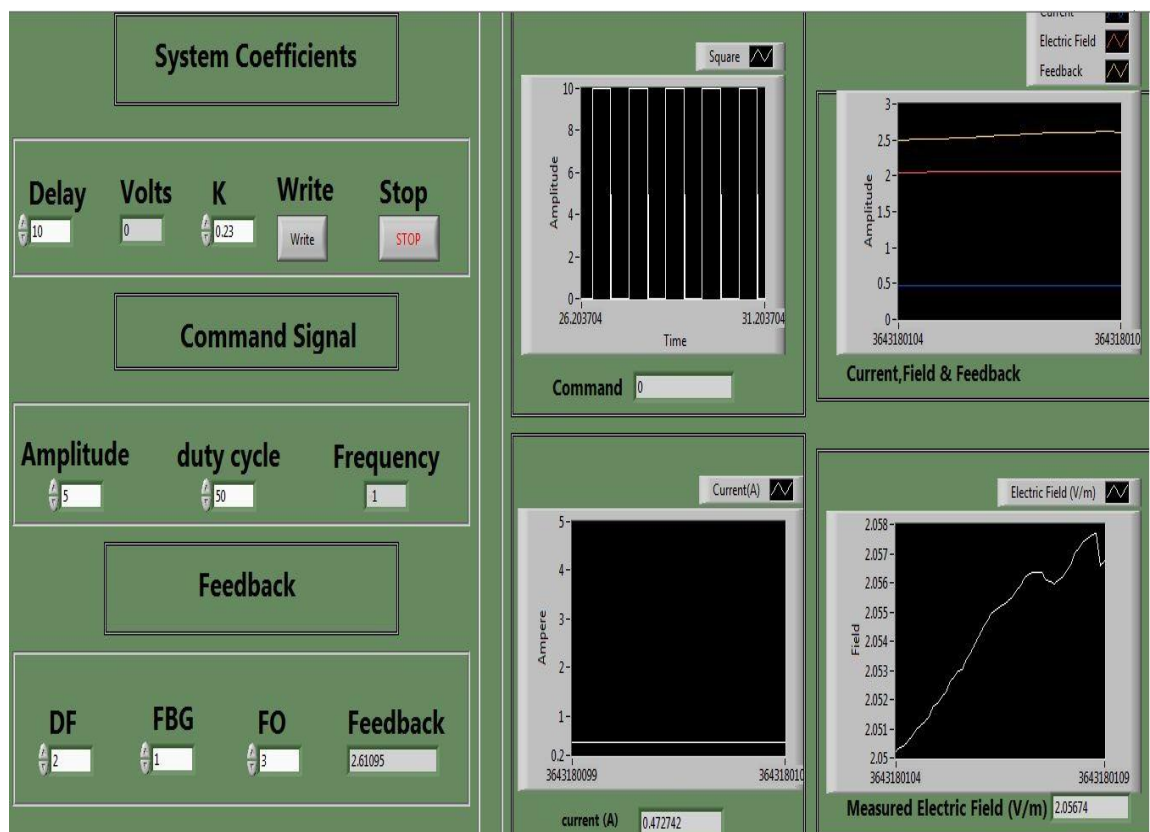 System Coefficients
Delay
Volts
K
Write
Stop
10
0
0.23
Write
STOP
Command Signal
Amplitude
duty cycle
Frequency
5
50
1
Feedback
DF
FBG
FO
Feedback
2
1
3
2.61095
Square
10
8
6
4
2
0
Amplitude
26.203704
31.203704
Time
Command
0
Current
Electric Field
Feedback
3
2.5
2
1.5
1
0.5
0
Amplitude
3643180104
364318010
Current,Field & Feedback
Current(A)
5
4
3
2
1
0.2
Ampere
3643180099
364318010
current (A)
0.472742
Electric Field (V/m)
2.058
2.057
2.056
2.055
2.054
2.053
2.052
2.051
2.05
Field
3643180104
3643180109
Measured Electric Field (V/m)
2.05674